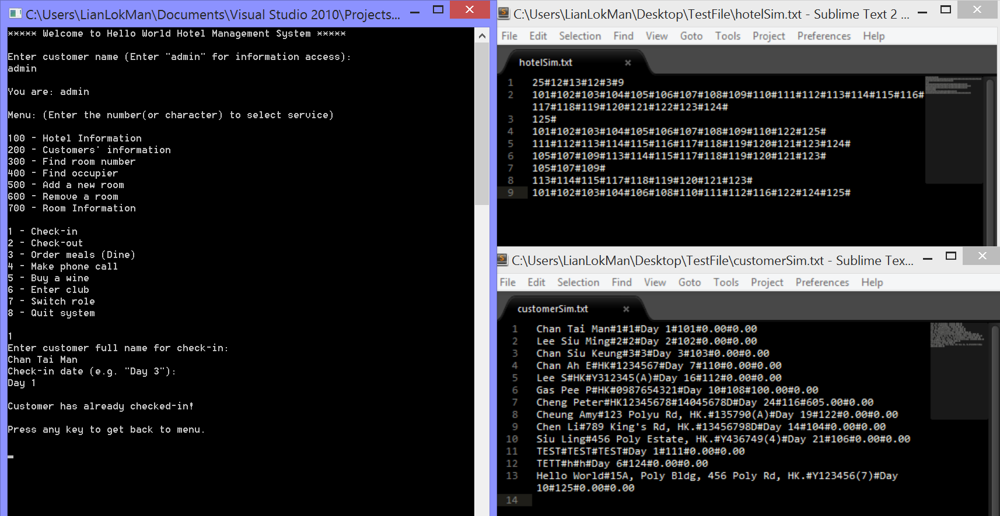 C:\Users\LianLokMan\Documents\Visual Studio 2010\Projects...
***** Welcome to Hello World Hotel Management System *****
Enter customer name (Enter "admin" for information access):
admin
You are: admin
Menu: (Enter the number(or character) to select service)
100 - Hotel Information
200 - Customers' information
300 - Find room number
400 - Find occupier
500 - Add a new room
600 - Remove a room
700 - Room Information
1 - Check-in
2 - Check-out
3 - Order meals (Dine)
4 - Make phone call
5 - Buy a wine
6 - Enter club
7 - Switch role
8 - Quit system
1
Enter customer full name for check-in:
Chan Tai Man
Check-in date (e.g. "Day 3"):
Day 1
Customer has already checked-in!
Press any key to get back to menu.
C:\Users\LianLokMan\Desktop\TestFile\hotelSim.txt - Sublime Text 2 ...
File Edit Selection Find View Goto Tools Project Preferences Help
hotelSim.txt
1 25#12#13#12#3#9
2 101#102#103#104#105#106#107#108#109#110#111#112#113#114#115#116#
117#118#119#120#121#122#123#124#
3 125#
4 101#102#103#104#105#106#107#108#109#110#122#125#
5 111#112#113#114#115#116#117#118#119#120#121#123#124#
6 105#107#109#113#114#115#117#118#119#120#121#123#
7 105#107#109#
8 113#114#115#117#118#119#120#121#123#
9 101#102#103#104#106#108#110#111#112#116#122#124#125#
C:\Users\LianLokMan\Desktop\TestFile\customerSim.txt - Sublime Tex...
File Edit Selection Find View Goto Tools Project Preferences Help
customerSim.txt
1 Chan Tai Man#1#1#Day 1#101#0.00#0.00
2 Lee Siu Ming#2#2#Day 2#102#0.00#0.00
3 Chan Siu Keung#3#3#Day 3#103#0.00#0.00
4 Chan Ah E#HK#1234567#Day 7#110#0.00#0.00
5 Lee S#HK#Y312345(A)#Day 16#112#0.00#0.00
6 Gas Pee P#HK#0987654321#Day 10#108#100.00#0.00
7 Cheng Peter#HK12345678#14045678D#Day 24#116#605.00#0.00
8 Cheung Amy#123 Polyu Rd, HK.#135790(A)#Day 19#122#0.00#0.00
9 Chen Li#789 King's Rd, HK.#13456798D#Day 14#104#0.00#0.00
10 Siu Ling#456 Poly Estate, HK.#Y436749(4)#Day 21#106#0.00#0.00
11 TEST#TEST#TEST#Day 1#111#0.00#0.00
12 TETT#h#h#Day 6#124#0.00#0.00
13 Hello World#15A, Poly Bldg, 456 Poly Rd, HK.#Y123456(7)#Day
10#125#0.00#0.00
14